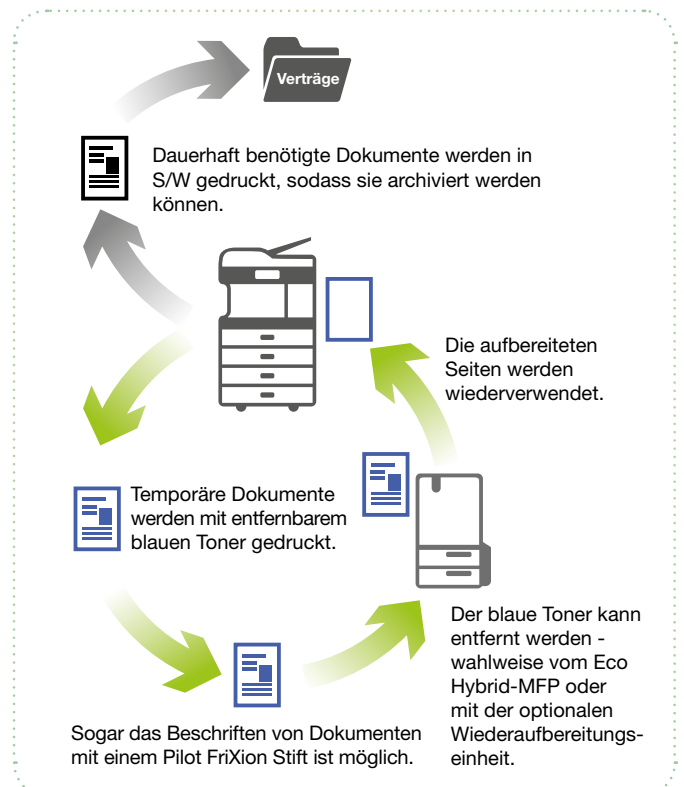 Verträge
Dauerhaft benötigte Dokumente werden in
S/W gedruckt, sodass sie archiviert werden
können.
Die aufbereiteten
Seiten werden
wiederverwendet.
Temporäre Dokumente
werden mit entfernbarem
blauen Toner gedruckt.
Der blaue Toner kann
entfernt werden -
wahlweise vom Eco
Hybrid-MFP oder
mit der optionalen
Wiederaufbereitungs-
einheit.
Sogar das Beschriften von Dokumenten
mit einem Pilot FriXion Stift ist möglich.